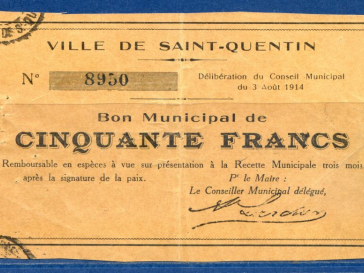 VILLE DE SAINT-QUENTIN
N° 8950
Délibération du Conseil Municipal
du 3 Août 1914
Bon Municipal de
CINQUANTE FRANCS
Remboursable en espèces à vue sur présentation à la Recette Municipale trois mois
après la signature de la paix.
Pr le Maire :
Le Conseiller Municipal délégué,